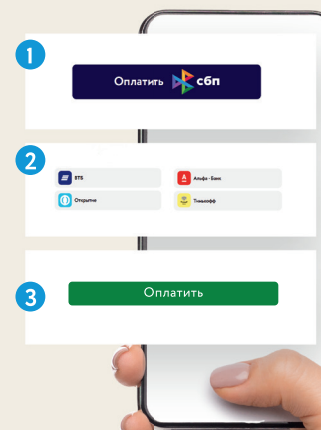 1
Оплатить сбп
2
ВТБ
Альфа - Банк
Открытие
Тинькофф
3
Оплатить